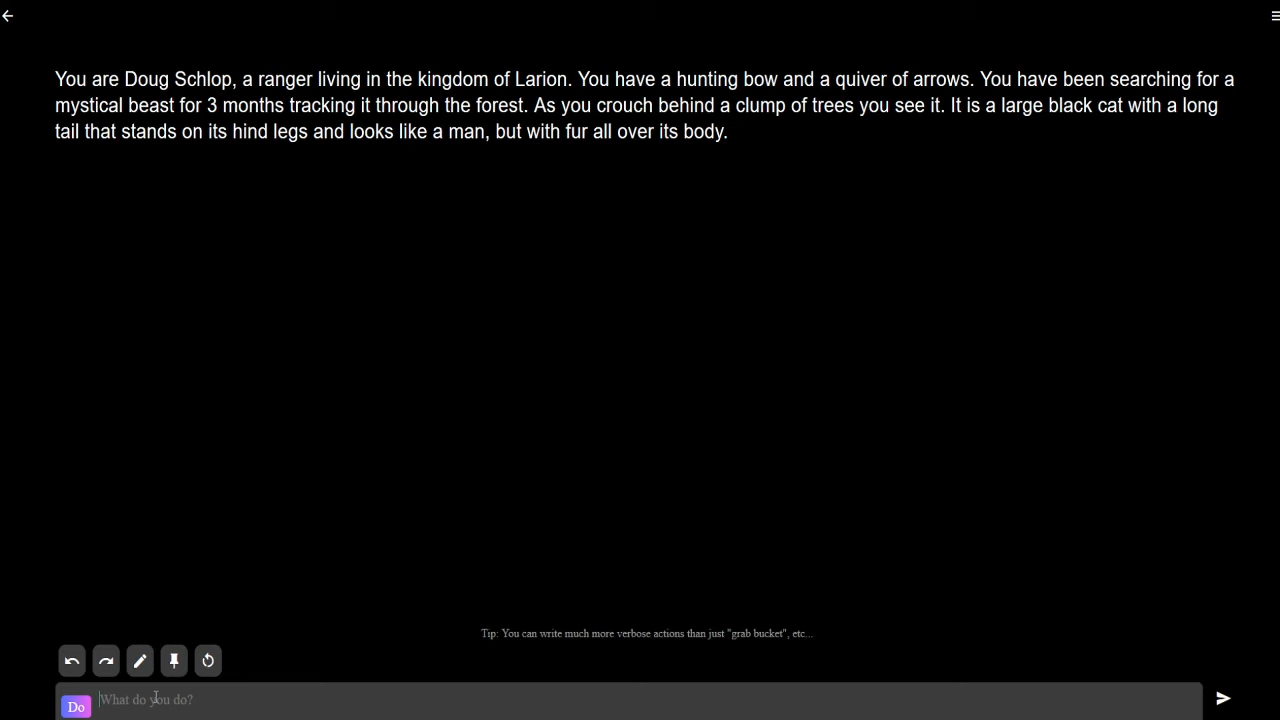 You are Doug Schlop, a ranger living in the kingdom of Larion. You have a hunting bow and a quiver of arrows. You have been searching for a
mystical beast for 3 months tracking it through the forest. As you crouch behind a clump of trees you see it. It is a large black cat with a long
tail that stands on its hind legs and looks like a man, but with fur all over its body.
Tip: You can write much more verbose actions than just "grab bucket", etc...
Do What do you do?